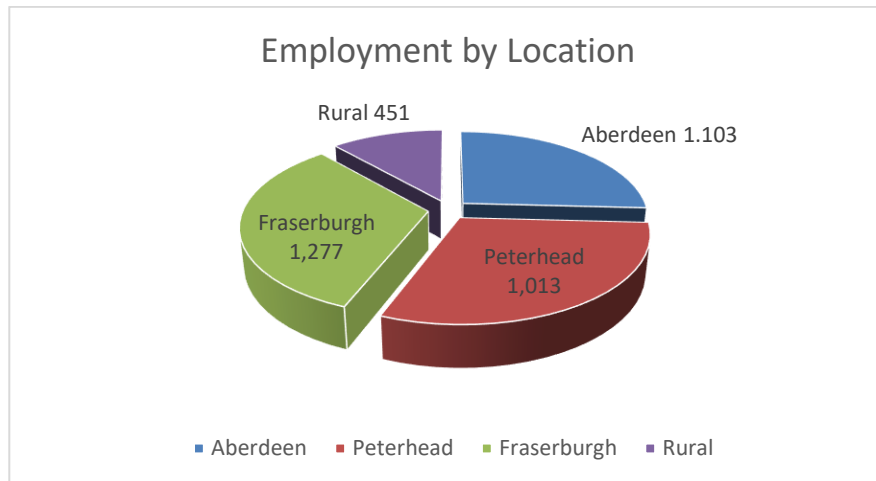 Employment by Location
Rural 451
Aberdeen 1.103
Fraserburgh
1,277
Peterhead
1,013
Aberdeen Peterhead Fraserburgh Rural